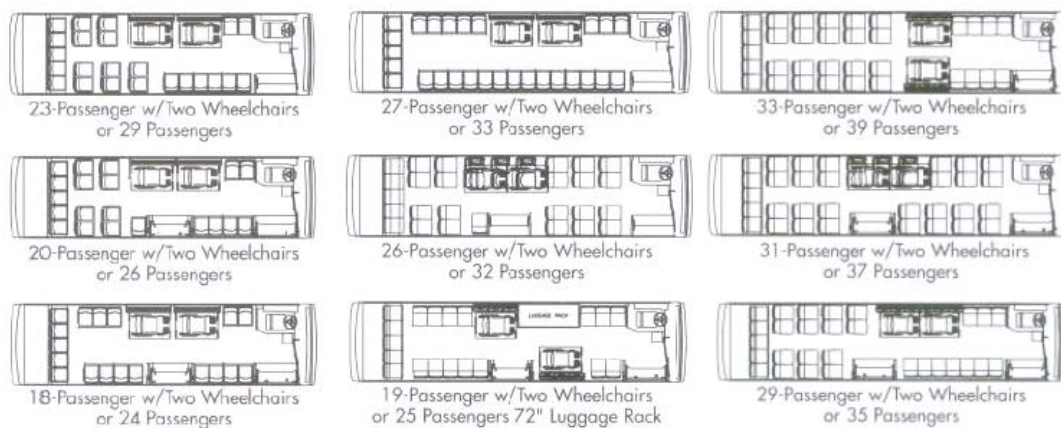 23-Passenger w/Two Wheelchairs
or 29 Passengers
27-Passenger w/Two Wheelchairs
or 33 Passengers
33-Passenger w/Two Wheelchairs
or 39 Passengers
20-Passenger w/Two Wheelchairs
or 26 Passengers
26-Passenger w/Two Wheelchairs
or 32 Passengers
31-Passenger w/Two Wheelchairs
or 37 Passengers
LUGGAGE RACK
18-Passenger w/Two Wheelchairs
or 24 Passengers
19-Passenger w/Two Wheelchairs
or 25 Passengers 72" Luggage Rack
29-Passenger w/Two Wheelchairs
or 35 Passengers